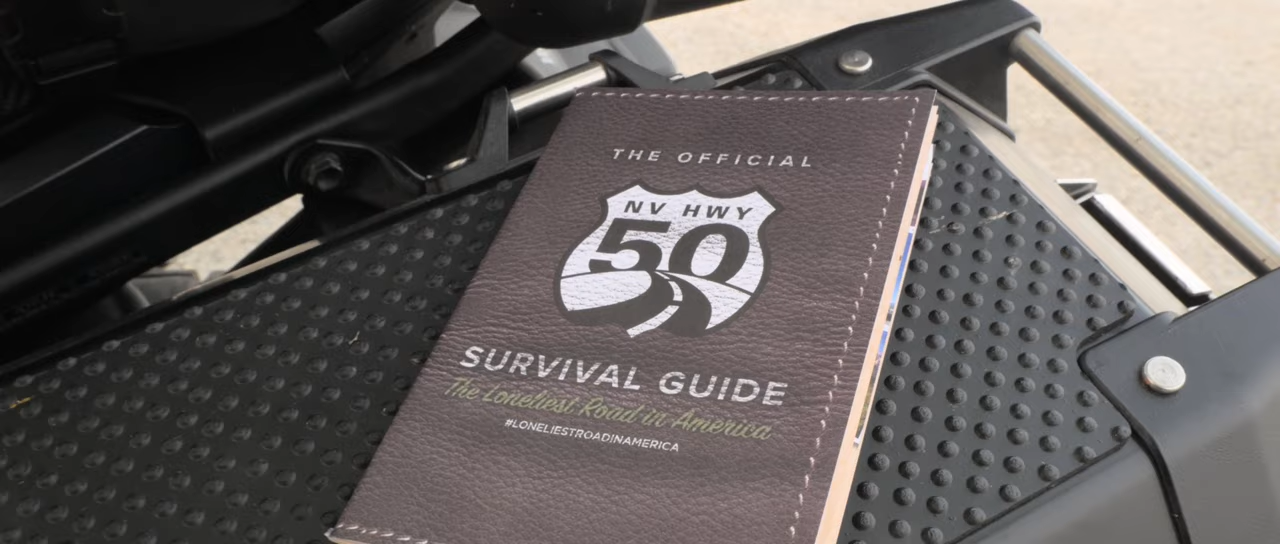 THE OFFICIAL
NV HWY
50
SURVIVAL GUIDE
The Loneliest Road in America
#LONELIESTROADINAMERICA